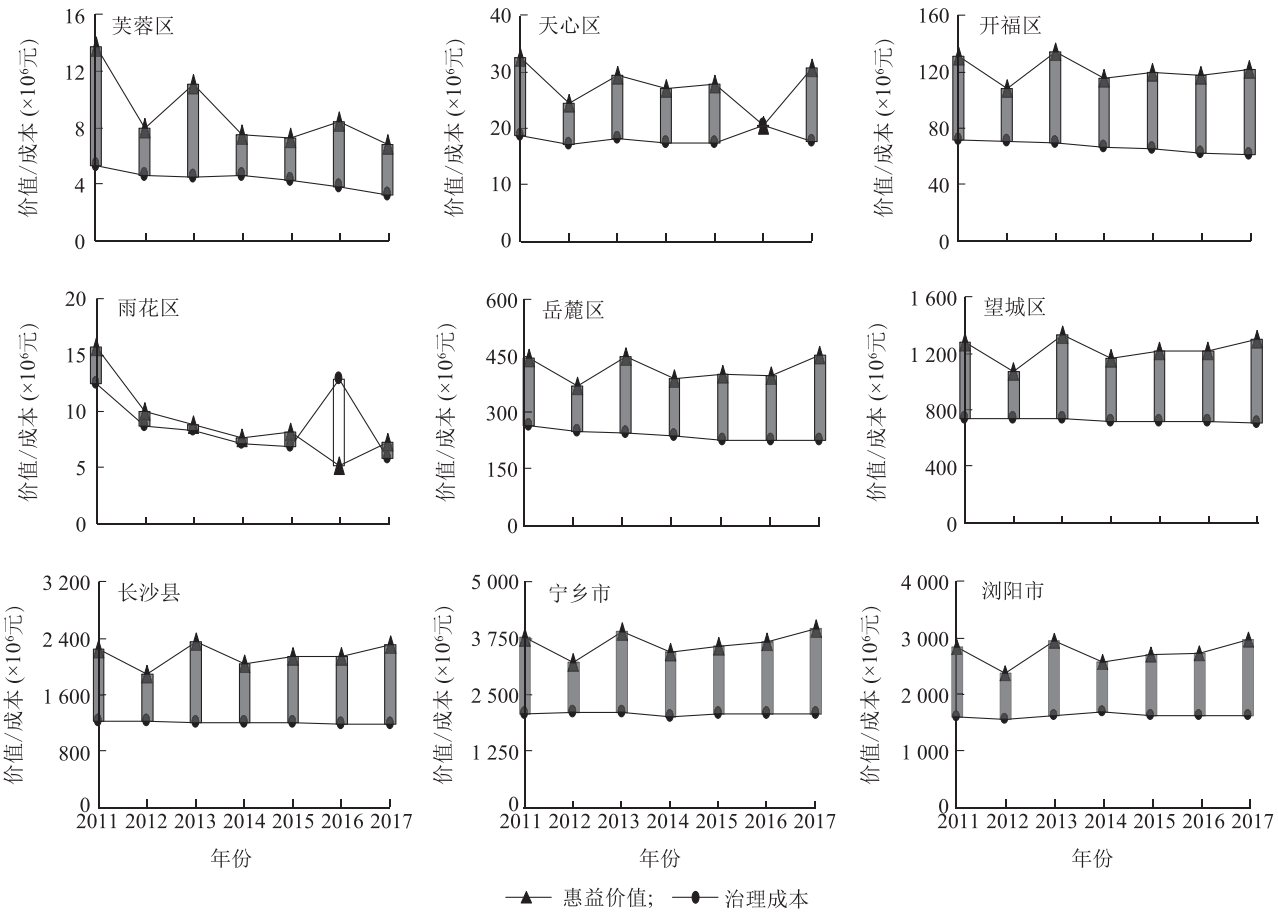 芙蓉区
价值/成本 (×10⁶元)
16
12
8
4
0
天心区
价值/成本 (×10⁶元)
40
30
20
10
0
开福区
价值/成本 (×10⁶元)
160
120
80
40
0
雨花区
价值/成本 (×10⁶元)
20
15
10
5
0
岳麓区
价值/成本 (×10⁶元)
600
450
300
150
0
望城区
价值/成本 (×10⁶元)
1 600
1 200
800
400
0
长沙县
价值/成本 (×10⁶元)
3 200
2 400
1 600
800
0
2011 2012 2013 2014 2015 2016 2017
年份
宁乡市
价值/成本 (×10⁶元)
5 000
3 750
2 500
1 250
0
2011 2012 2013 2014 2015 2016 2017
年份
浏阳市
价值/成本 (×10⁶元)
4 000
3 000
2 000
1 000
0
2011 2012 2013 2014 2015 2016 2017
年份
惠益价值; 治理成本